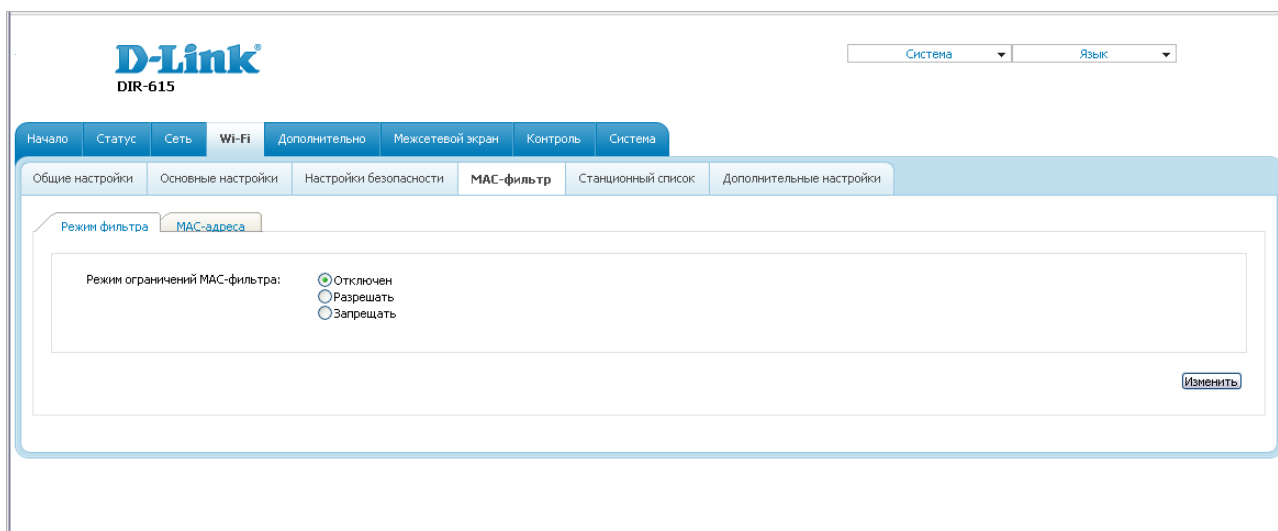 D-Link®
DIR-615
Система Язык
Начало Статус Сеть Wi-Fi Дополнительно Межсетевой экран Контроль Система
Общие настройки Основные настройки Настройки безопасности MAC-фильтр Станционный список Дополнительные настройки
Режим фильтра MAC-адреса
Режим ограничений MAC-фильтра: Отключен
Разрешать
Запрещать
Изменить